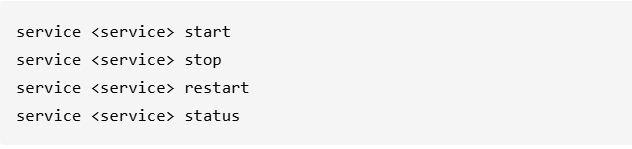 service <service> start
service <service> stop
service <service> restart
service <service> status